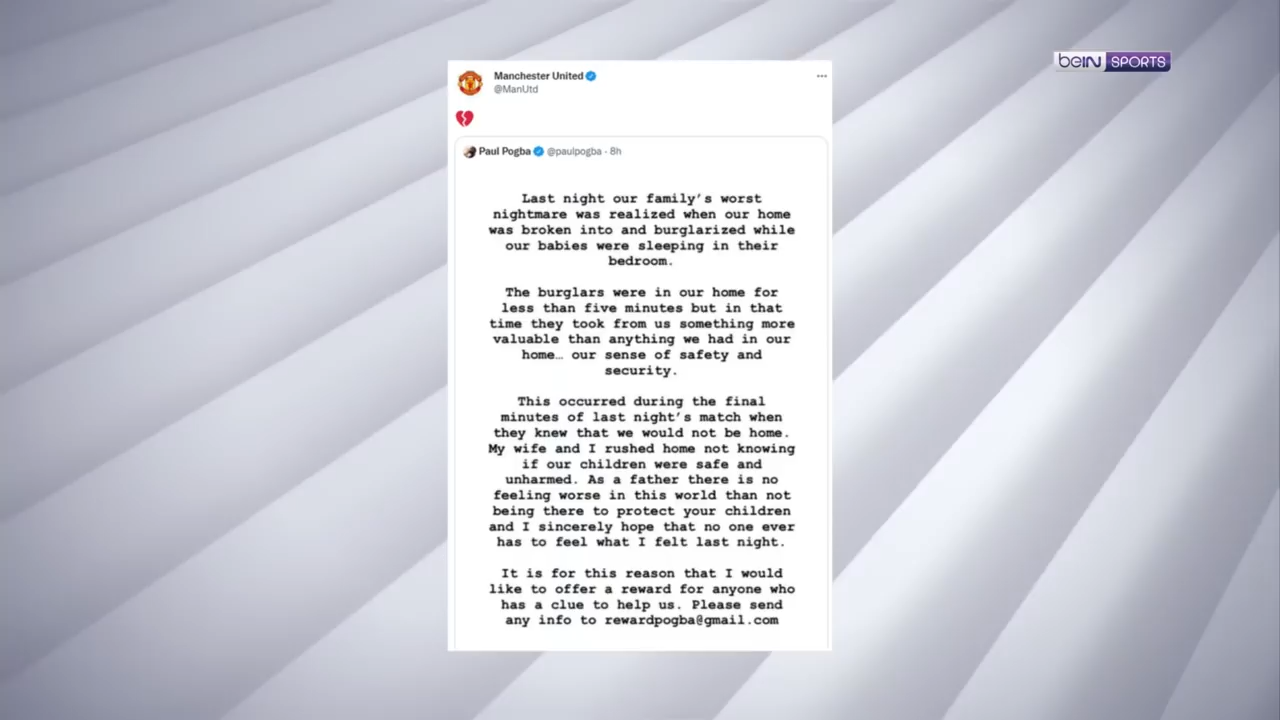 beIN SPORTS
Manchester United
@ManUtd
Paul Pogba @paulpogba · 8h
Last night our family's worst
nightmare was realized when our home
was broken into and burglarized while
our babies were sleeping in their
bedroom.
The burglars were in our home for
less than five minutes but in that
time they took from us something more
valuable than anything we had in our
home… our sense of safety and
security.
This occurred during the final
minutes of last night's match when
they knew that we would not be home.
My wife and I rushed home not knowing
if our children were safe and
unharmed. As a father there is no
feeling worse in this world than not
being there to protect your children
and I sincerely hope that no one ever
has to feel what I felt last night.
It is for this reason that I would
like to offer a reward for anyone who
has a clue to help us. Please send
any info to rewardpogba@gmail.com